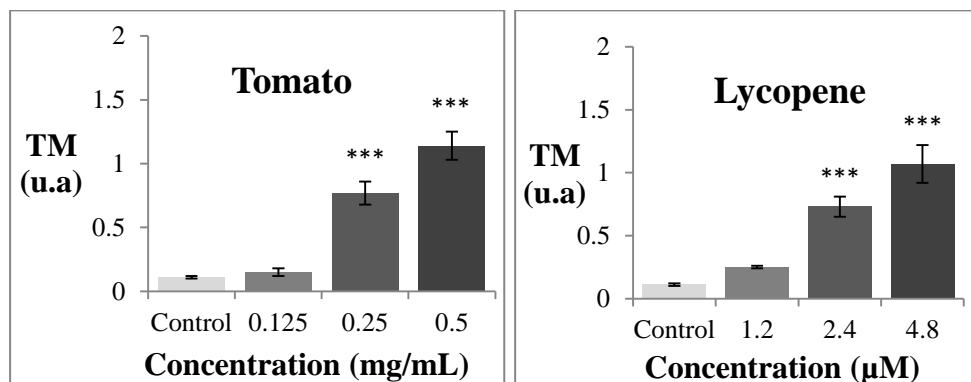 2
Tomato
1.5
***
***
TM
(u.a)
1
0.5
0
Control 0.125 0.25 0.5
Concentration (mg/mL)
2
Lycopene
1.5
***
***
TM
(u.a)
1
0.5
0
Control 1.2 2.4 4.8
Concentration (µM)